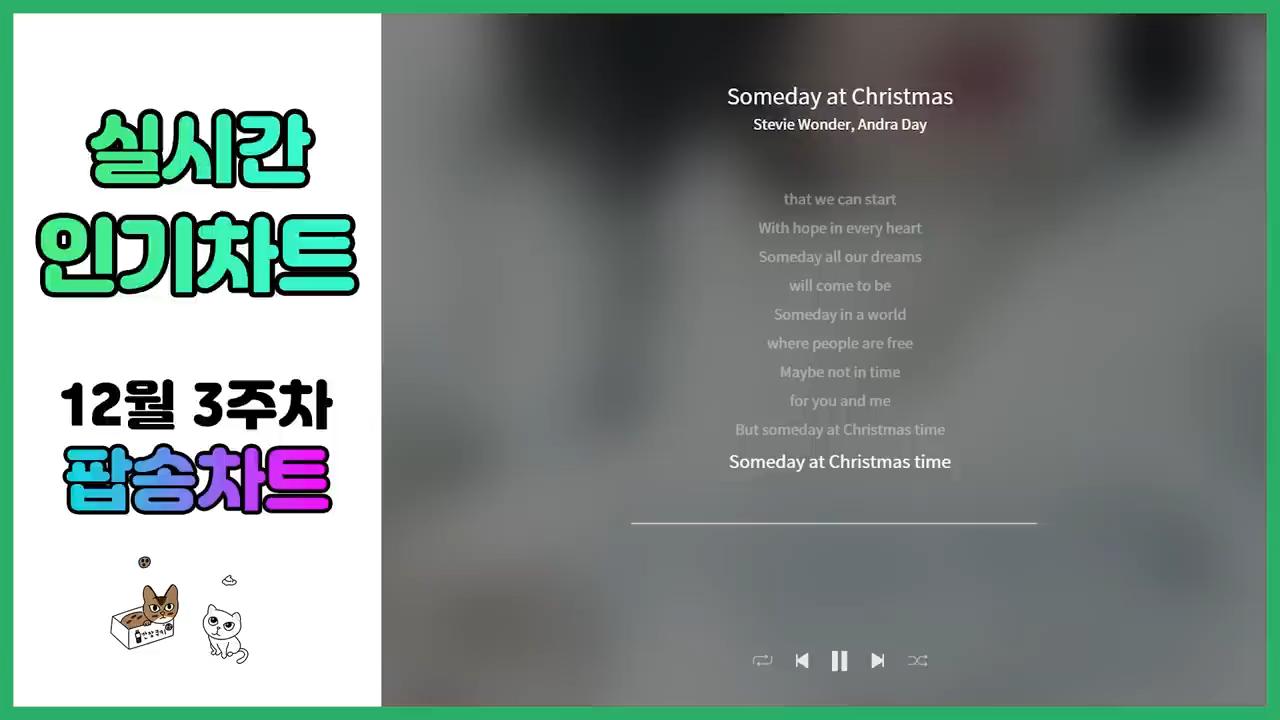 실시간
인기차트
12월 3주차
팝송차트
Someday at Christmas
Stevie Wonder, Andra Day
that we can start
With hope in every heart
Someday all our dreams
will come to be
Someday in a world
where people are free
Maybe not in time
for you and me
But someday at Christmas time
Someday at Christmas time